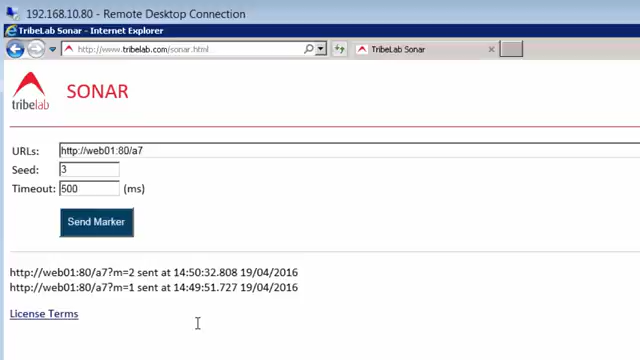 192.168.10.80 - Remote Desktop Connection
TribeLab Sonar - Internet Explorer
http://www.tribelab.com/sonar.html
TribeLab Sonar
tribelab
SONAR
URLs: http://web01:80/a7
Seed: 3
Timeout: 500 (ms)
Send Marker
http://web01:80/a7?m=2 sent at 14:50:32.808 19/04/2016
http://web01:80/a7?m=1 sent at 14:49:51.727 19/04/2016
License Terms